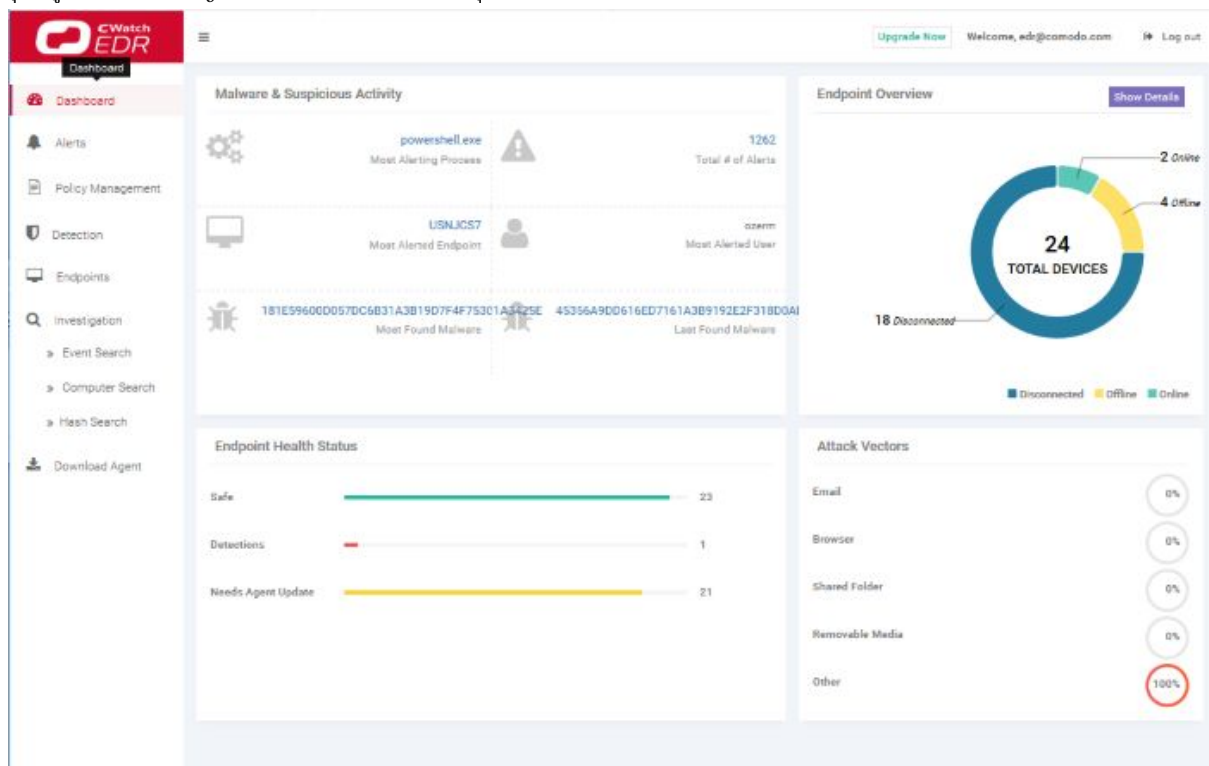 CWatch
EDR
Upgrade Now
Welcome, edr@comodo.com
Log out
Dashboard
Dashboard
Alerts
Policy Management
Detection
Endpoints
Investigation
» Event Search
» Computer Search
» Hash Search
Download Agent
Malware & Suspicious Activity
powershell.exe
Most Alerting Process
1262
Total # of Alerts
USNJCS7
Most Alerted Endpoint
ozerm
Most Alerted User
Most Found Malware
Last Found Malware
Endpoint Overview
Show Details
2 Online
4 Offline
24
TOTAL DEVICES
18 Disconnected
Disconnected Offline Online
Endpoint Health Status
Safe 23
Detections 1
Needs Agent Update 21
Attack Vectors
Email 0%
Browser 0%
Shared Folder 0%
Removable Media 0%
Other 100%